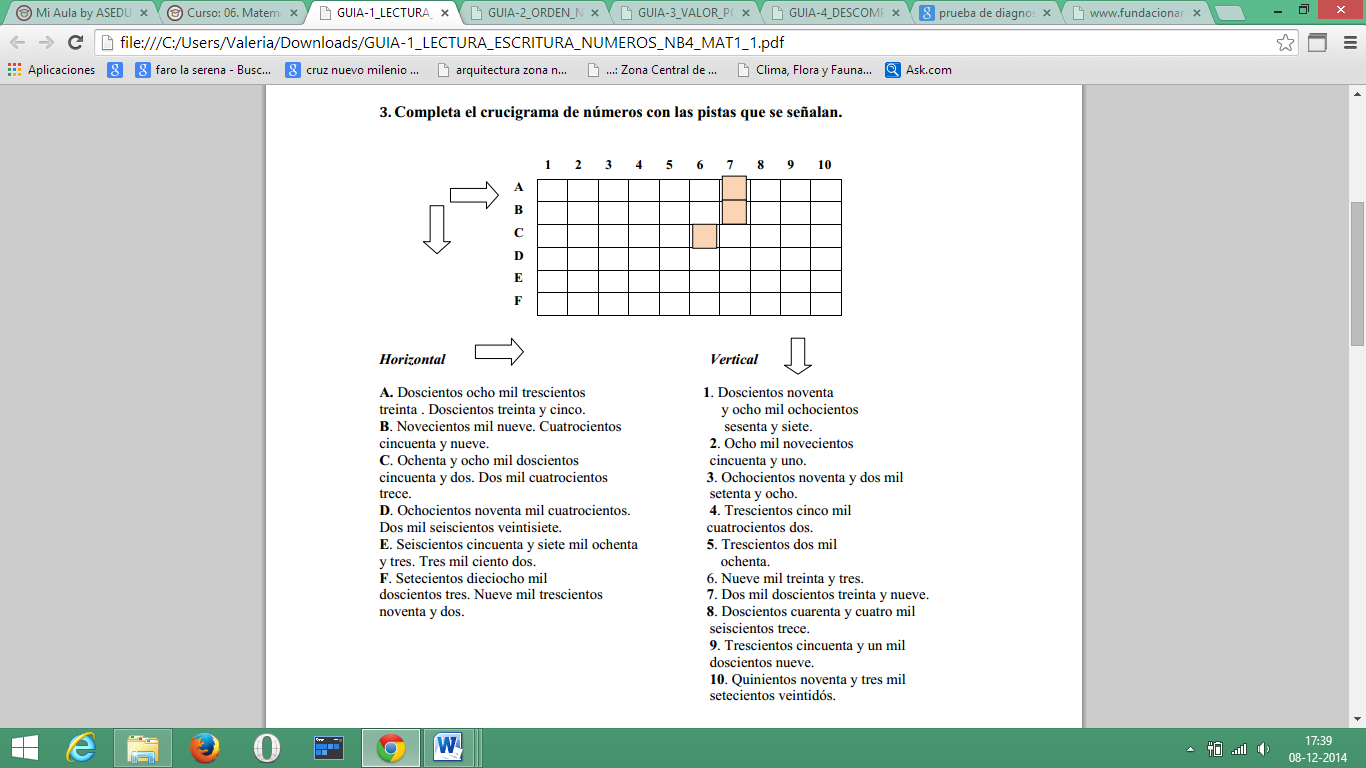 Mi Aula by ASEDU
Curso: 06. Matem
GUIA-1_LECTURA_
GUIA-2_ORDEN_N
GUIA-3_VALOR_PO
GUIA-4_DESCOMP
prueba de diagnos
www.fundacionar
file:///C:/Users/Valeria/Downloads/GUIA-1_LECTURA_ESCRITURA_NUMEROS_NB4_MAT1_1.pdf
Aplicaciones
faro la serena - Busc...
cruz nuevo milenio ...
arquitectura zona n...
...: Zona Central de ...
Clima, Flora y Fauna...
Ask.com
3. Completa el crucigrama de números con las pistas que se señalan.
1 2 3 4 5 6 7 8 9 10
A
B
C
D
E
F
Horizontal
A. Doscientos ocho mil trescientos
treinta . Doscientos treinta y cinco.
B. Novecientos mil nueve. Cuatrocientos
cincuenta y nueve.
C. Ochenta y ocho mil doscientos
cincuenta y dos. Dos mil cuatrocientos
trece.
D. Ochocientos noventa mil cuatrocientos.
Dos mil seiscientos veintisiete.
E. Seiscientos cincuenta y siete mil ochenta
y tres. Tres mil ciento dos.
F. Setecientos dieciocho mil
doscientos tres. Nueve mil trescientos
noventa y dos.
Vertical
1. Doscientos noventa
y ocho mil ochocientos
sesenta y siete.
2. Ocho mil novecientos
cincuenta y uno.
3. Ochocientos noventa y dos mil
setenta y ocho.
4. Trescientos cinco mil
cuatrocientos dos.
5. Trescientos dos mil
ochenta.
6. Nueve mil treinta y tres.
7. Dos mil doscientos treinta y nueve.
8. Doscientos cuarenta y cuatro mil
seiscientos trece.
9. Trescientos cincuenta y un mil
doscientos nueve.
10. Quinientos noventa y tres mil
setecientos veintidós.
17:39
08-12-2014